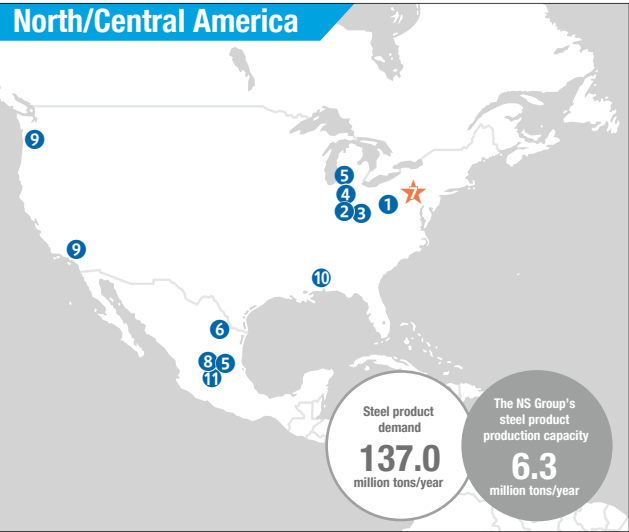 North/Central America
9
5
4
7
1
2
3
9
10
6
8
5
11
Steel product
demand
137.0
million tons/year
The NS Group's
steel product
production capacity
6.3
million tons/year